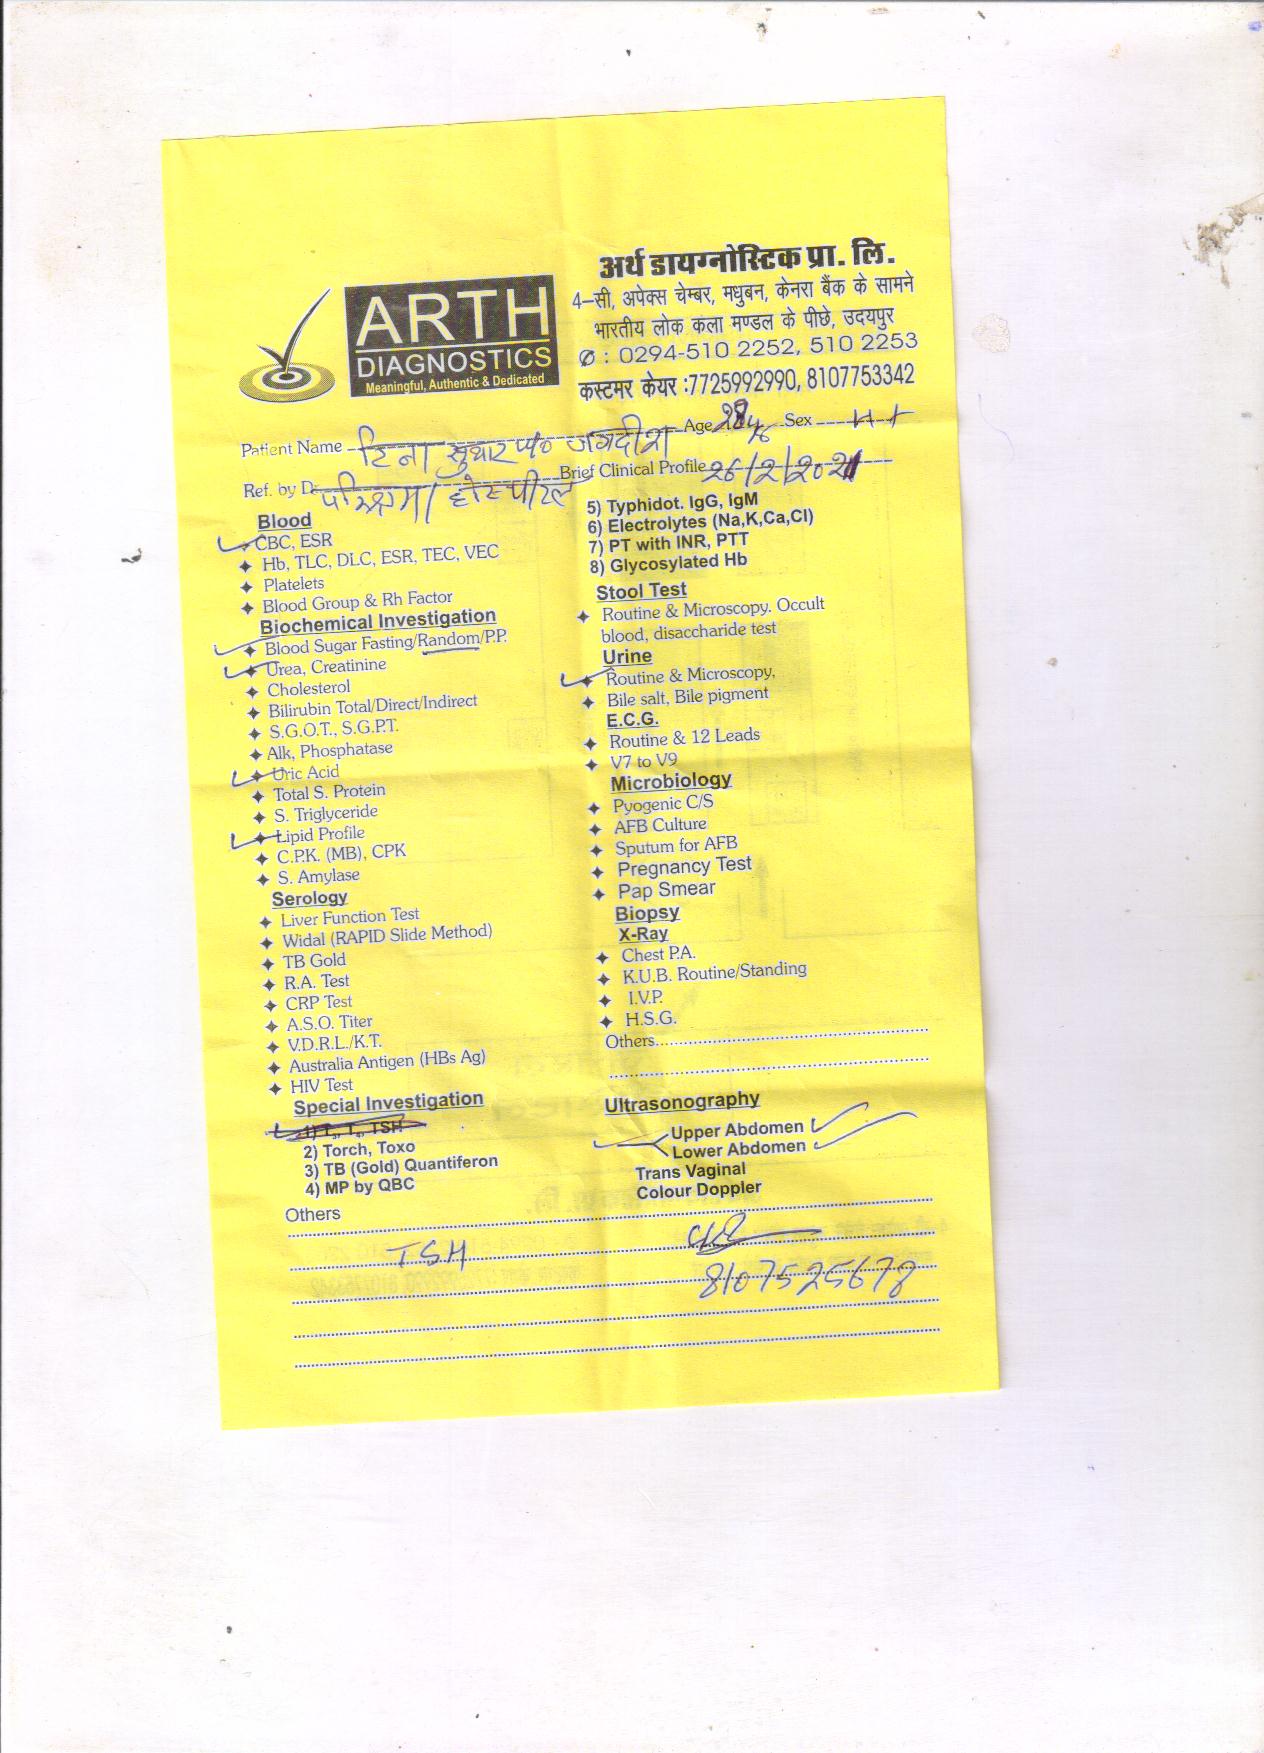 अर्थ डायग्नोस्टिक प्रा. लि.
4–सी, अपेक्स चेम्बर, मधुबन, केनरा बैंक के सामने
भारतीय लोक कला मण्डल के पीछे, उदयपुर
✆ : 0294-510 2252, 510 2253
कस्टमर केयर :7725992990, 8107753342
ARTH
DIAGNOSTICS
Meaningful, Authentic & Dedicated
Patient Name टिना सुथार जगदीश Age 28 Sex
Ref. by Dr. हॉस्पीटल Brief Clinical Profile 26/2/2021
Blood
CBC, ESR
Hb, TLC, DLC, ESR, TEC, VEC
Platelets
Blood Group & Rh Factor
Biochemical Investigation
Blood Sugar Fasting/Random/P.P.
Urea, Creatinine
Cholesterol
Bilirubin Total/Direct/Indirect
S.G.O.T., S.G.P.T.
Alk, Phosphatase
Uric Acid
Total S. Protein
S. Triglyceride
Lipid Profile
C.P.K. (MB), CPK
S. Amylase
Serology
Liver Function Test
Widal (RAPID Slide Method)
TB Gold
R.A. Test
CRP Test
A.S.O. Titer
V.D.R.L./K.T.
Australia Antigen (HBs Ag)
HIV Test
Special Investigation
1) T3, T4, TSH
2) Torch, Toxo
3) TB (Gold) Quantiferon
4) MP by QBC
5) Typhidot. IgG, IgM
6) Electrolytes (Na,K,Ca,Cl)
7) PT with INR, PTT
8) Glycosylated Hb
Stool Test
Routine & Microscopy. Occult
blood, disaccharide test
Urine
Routine & Microscopy,
Bile salt, Bile pigment
E.C.G.
Routine & 12 Leads
V7 to V9
Microbiology
Pyogenic C/S
AFB Culture
Sputum for AFB
Pregnancy Test
Pap Smear
Biopsy
X-Ray
Chest P.A.
K.U.B. Routine/Standing
I.V.P.
H.S.G.
Others
Ultrasonography
Upper Abdomen
Lower Abdomen
Trans Vaginal
Colour Doppler
Others
TSH
8107525678